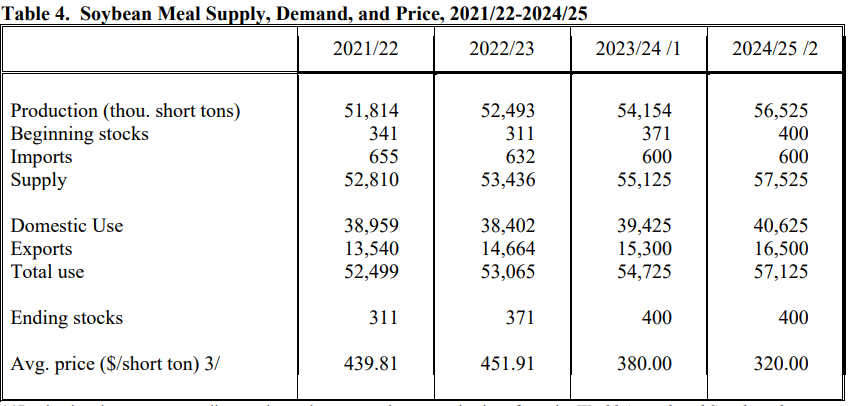 Table 4. Soybean Meal Supply, Demand, and Price, 2021/22-2024/25
2021/22 2022/23 2023/24 /1 2024/25 /2
Production (thou. short tons) 51,814 52,493 54,154 56,525
Beginning stocks 341 311 371 400
Imports 655 632 600 600
Supply 52,810 53,436 55,125 57,525
Domestic Use 38,959 38,402 39,425 40,625
Exports 13,540 14,664 15,300 16,500
Total use 52,499 53,065 54,725 57,125
Ending stocks 311 371 400 400
Avg. price ($/short ton) 3/ 439.81 451.91 380.00 320.00